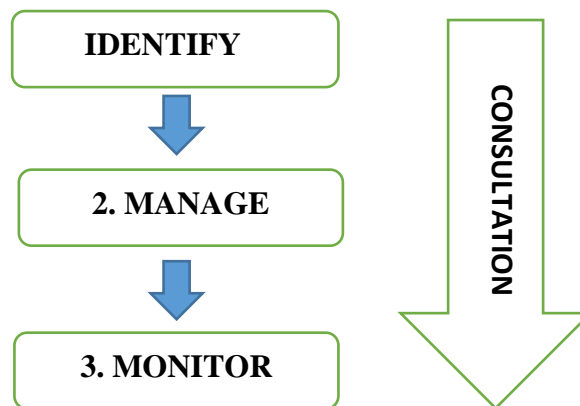 IDENTIFY
2. MANAGE
3. MONITOR
CONSULTATION